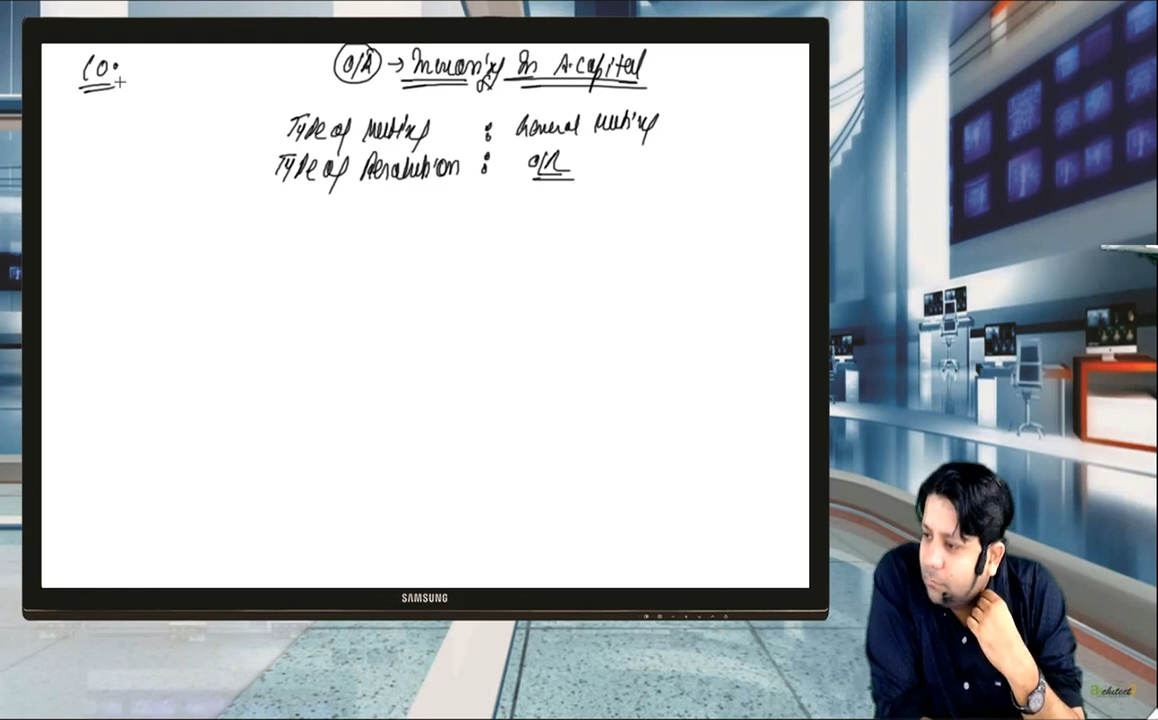 Co:
O/R → Increasing In A. Capital
Type of Meeting : General Meeting
Type of Resolution : O/R
SAMSUNG